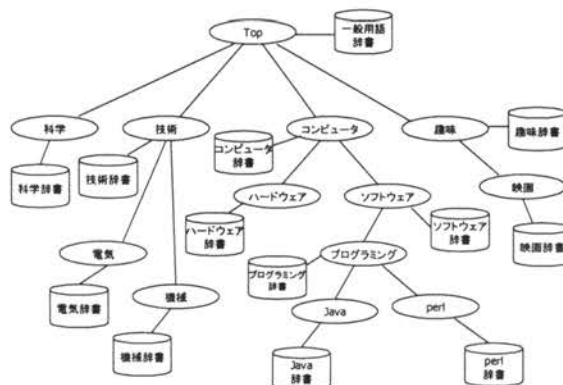 Top
一般用語
辞書
科学
技術
コンピュータ
趣味
コンピュータ
辞書
趣味辞書
科学辞書
技術辞書
ハードウェア
ソフトウェア
映画
ハードウェア
辞書
ソフトウェア
辞書
映画辞書
電気
プログラミング
プログラミング
辞書
電気辞書
機械
Java
perl
機械辞書
Java
辞書
perl
辞書